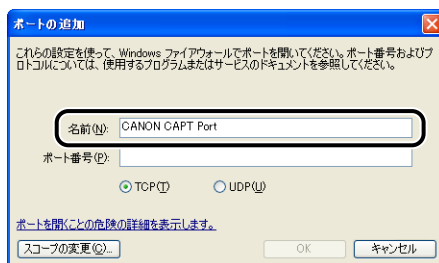 ポートの追加
これらの設定を使って、Windows ファイアウォールでポートを開いてください。ポート番号およびプ
ロトコルについては、使用するプログラムまたはサービスのドキュメントを参照してください。
名前(N): CANON CAPT Port
ポート番号(P):
TCP(T) UDP(U)
ポートを開くことの危険の詳細を表示します。
スコープの変更(C)... OK キャンセル